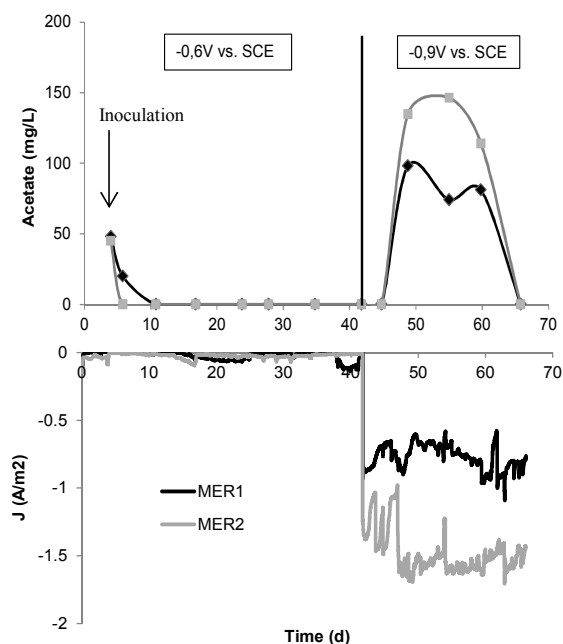 200
-0,6V vs. SCE
-0,9V vs. SCE
150
Inoculation
Acetate (mg/L)
100
50
0
0 10 20 30 40 50 60 70
0
0 10 20 30 40 50 60 70
-0.5
J (A/m2)
-1
MER1
MER2
-1.5
-2
Time (d)